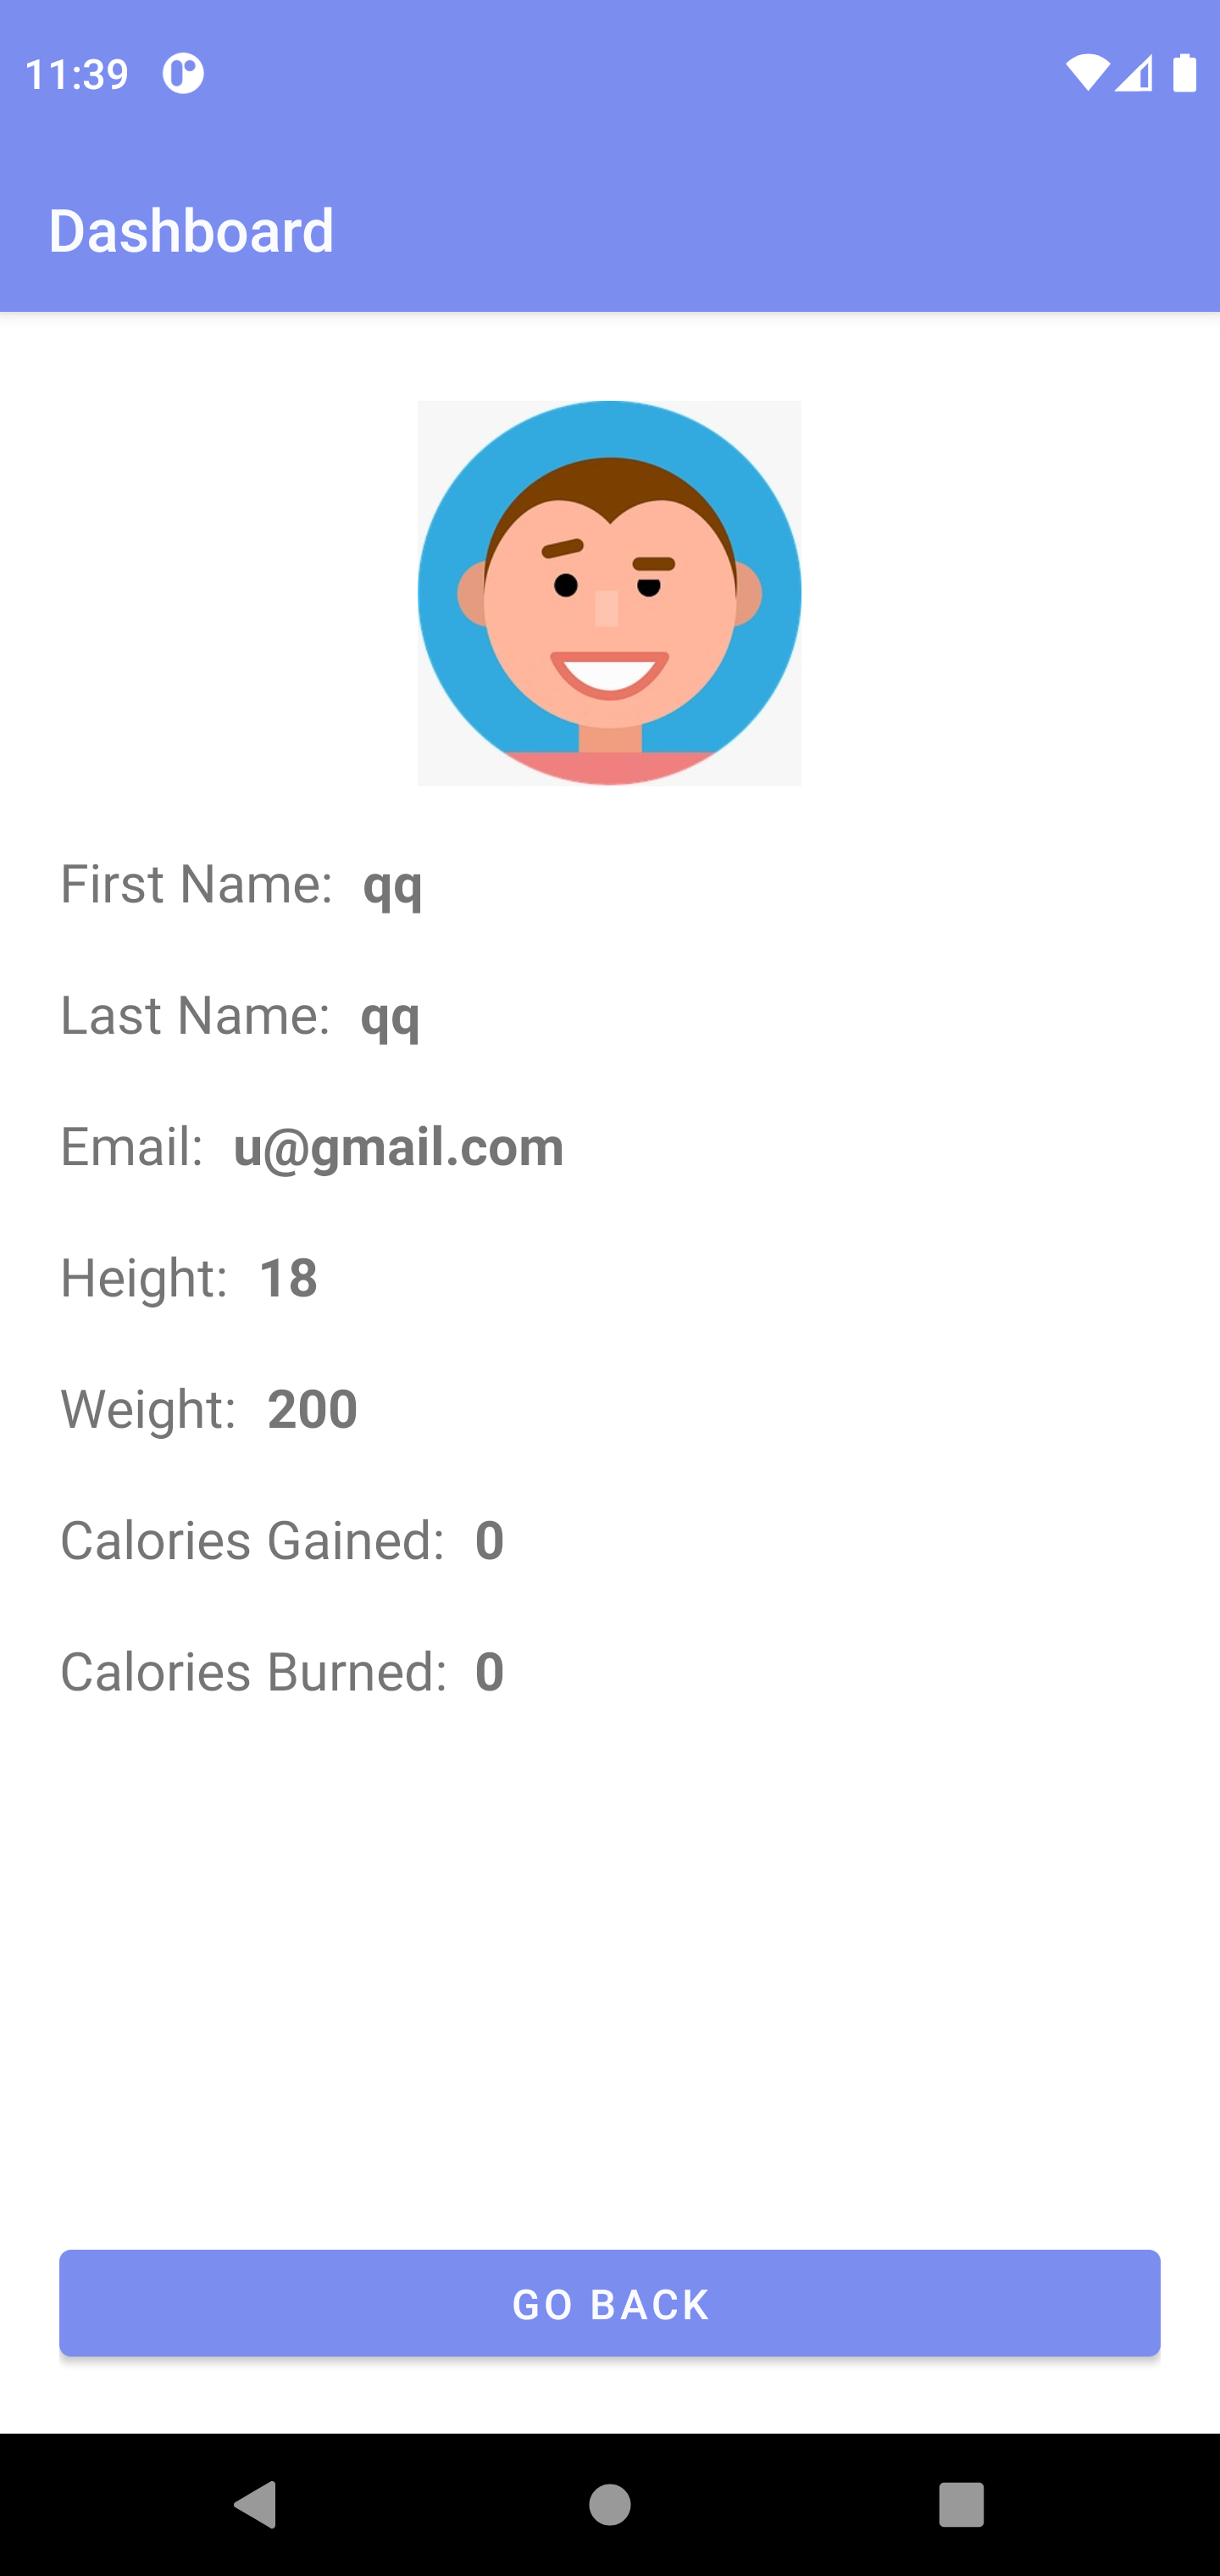 11:39
Dashboard
First Name: qq
Last Name: qq
Email: u@gmail.com
Height: 18
Weight: 200
Calories Gained: 0
Calories Burned: 0
GO BACK